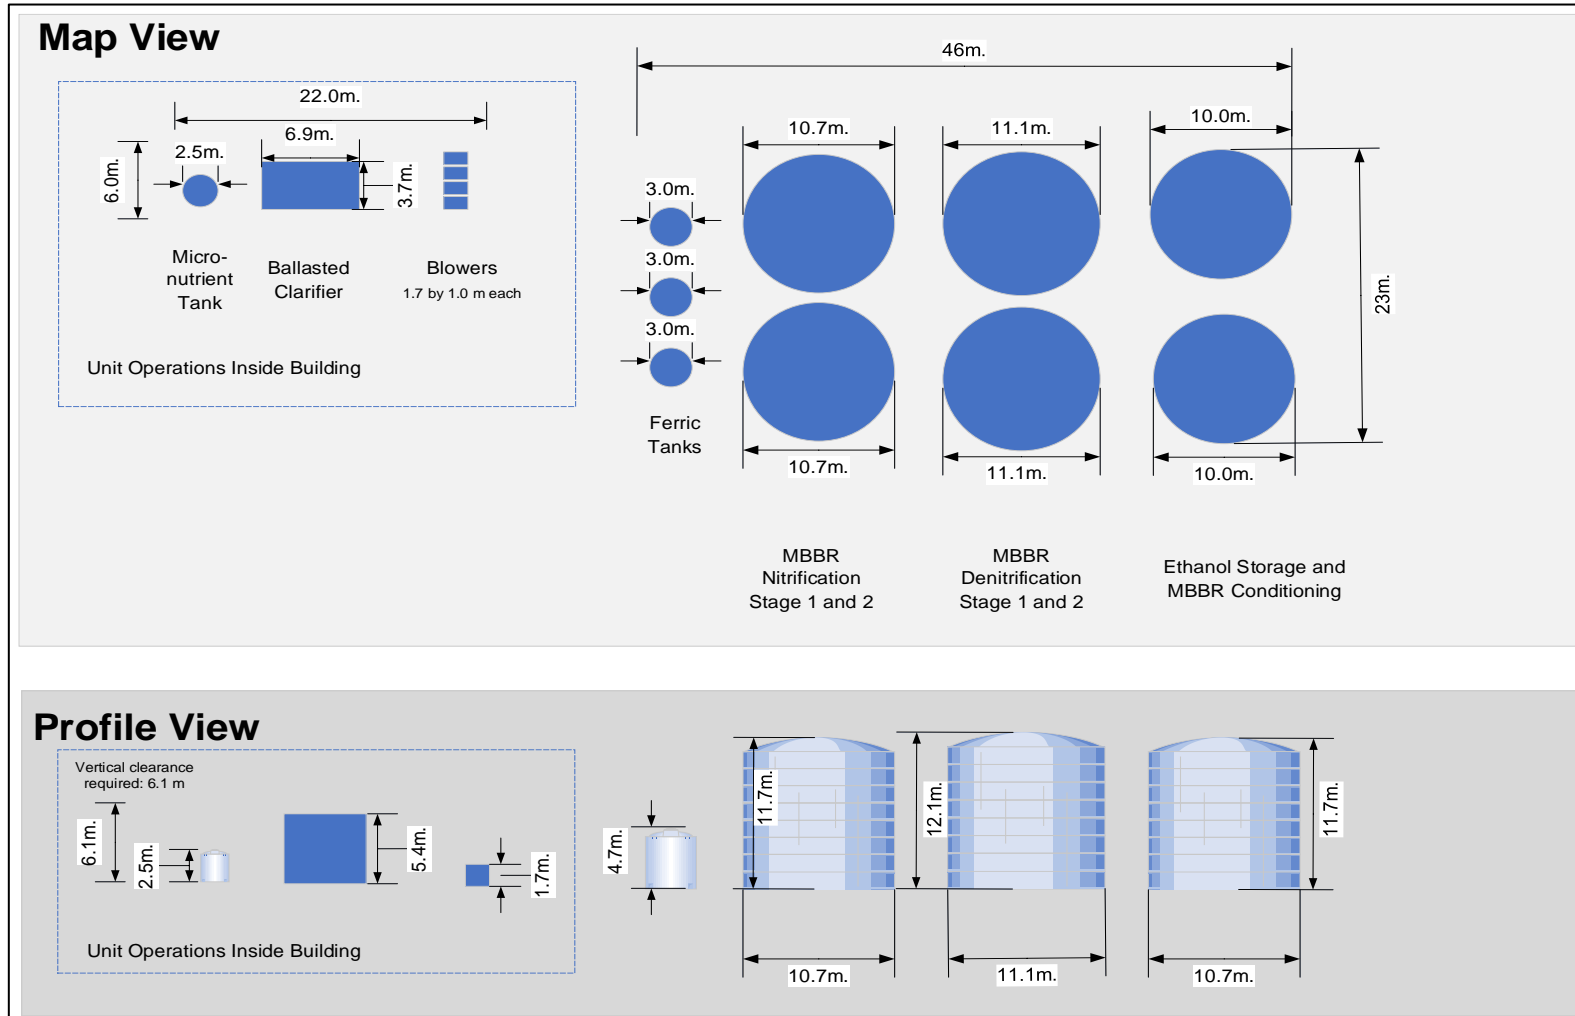 Map View
46m.
22.0m.
6.9m.
2.5m.
6.0m.
3.7m.
10.7m.
11.1m.
10.0m.
3.0m.
3.0m.
3.0m.
23m.
Micro-
nutrient
Tank
Ballasted
Clarifier
Blowers
1.7 by 1.0 m each
Unit Operations Inside Building
Ferric
Tanks
10.7m.
11.1m.
10.0m.
MBBR
Nitrification
Stage 1 and 2
MBBR
Denitrification
Stage 1 and 2
Ethanol Storage and
MBBR Conditioning
Profile View
Vertical clearance
required: 6.1 m
6.1m.
2.5m.
5.4m.
1.7m.
4.7m.
11.7m.
12.1m.
11.7m.
Unit Operations Inside Building
10.7m.
11.1m.
10.7m.